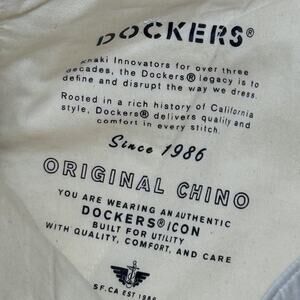 DOCKERS®
Khaki Innovators for over three
decades, the Dockers® legacy is to
define and disrupt the way we dress.
Rooted in a rich history of California
style, Dockers® delivers quality and
comfort in every stitch.
Since 1986
ORIGINAL CHINO
YOU ARE WEARING AN AUTHENTIC
DOCKERS® ICON
BUILT FOR UTILITY
WITH QUALITY, COMFORT, AND CARE
S.F.CA EST 1986